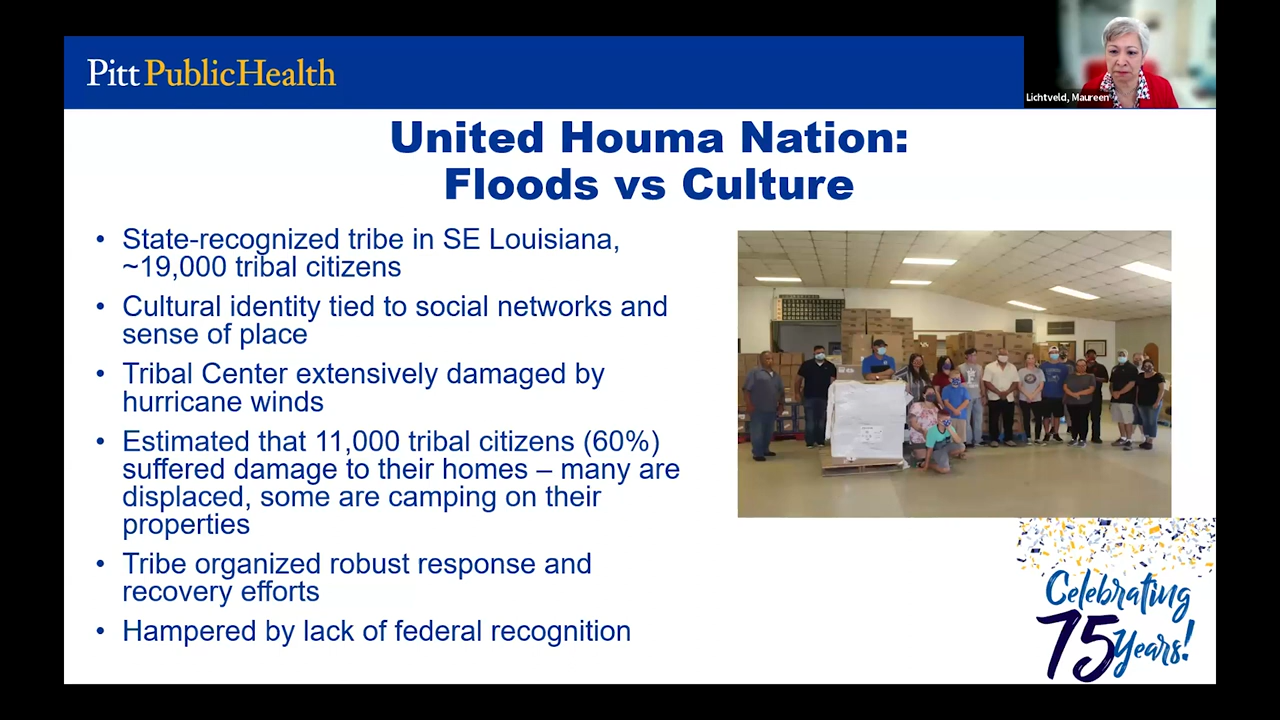 Pitt PublicHealth
Lichtveld, Maureen
United Houma Nation:
Floods vs Culture
• State-recognized tribe in SE Louisiana,
~19,000 tribal citizens
• Cultural identity tied to social networks and
sense of place
• Tribal Center extensively damaged by
hurricane winds
• Estimated that 11,000 tribal citizens (60%)
suffered damage to their homes – many are
displaced, some are camping on their
properties
• Tribe organized robust response and
recovery efforts
• Hampered by lack of federal recognition
Celebrating
75 Years!